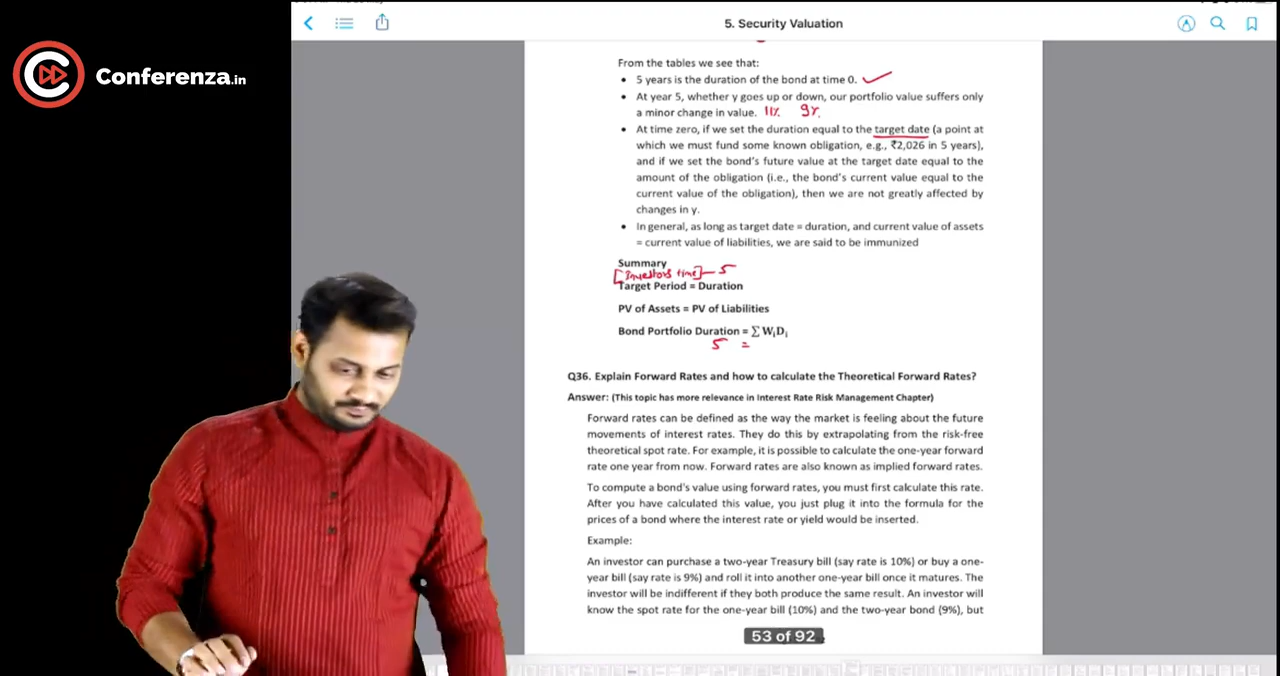 5. Security Valuation
Conferenza.in
From the tables we see that:
• 5 years is the duration of the bond at time 0.
• At year 5, whether y goes up or down, our portfolio value suffers only
a minor change in value. 11% 9%
• At time zero, if we set the duration equal to the target date (a point at
which we must fund some known obligation, e.g., ₹2,026 in 5 years),
and if we set the bond's future value at the target date equal to the
amount of the obligation (i.e., the bond's current value equal to the
current value of the obligation), then we are not greatly affected by
changes in y.
• In general, as long as target date = duration, and current value of assets
= current value of liabilities, we are said to be immunized
Summary
[Investors time] – 5
Target Period = Duration
PV of Assets = PV of Liabilities
Bond Portfolio Duration = ∑ WᵢDᵢ
5 =
Q36. Explain Forward Rates and how to calculate the Theoretical Forward Rates?
Answer: (This topic has more relevance in Interest Rate Risk Management Chapter)
Forward rates can be defined as the way the market is feeling about the future
movements of interest rates. They do this by extrapolating from the risk-free
theoretical spot rate. For example, it is possible to calculate the one-year forward
rate one year from now. Forward rates are also known as implied forward rates.
To compute a bond's value using forward rates, you must first calculate this rate.
After you have calculated this value, you just plug it into the formula for the
prices of a bond where the interest rate or yield would be inserted.
Example:
An investor can purchase a two-year Treasury bill (say rate is 10%) or buy a one-
year bill (say rate is 9%) and roll it into another one-year bill once it matures. The
investor will be indifferent if they both produce the same result. An investor will
know the spot rate for the one-year bill (10%) and the two-year bond (9%), but
53 of 92